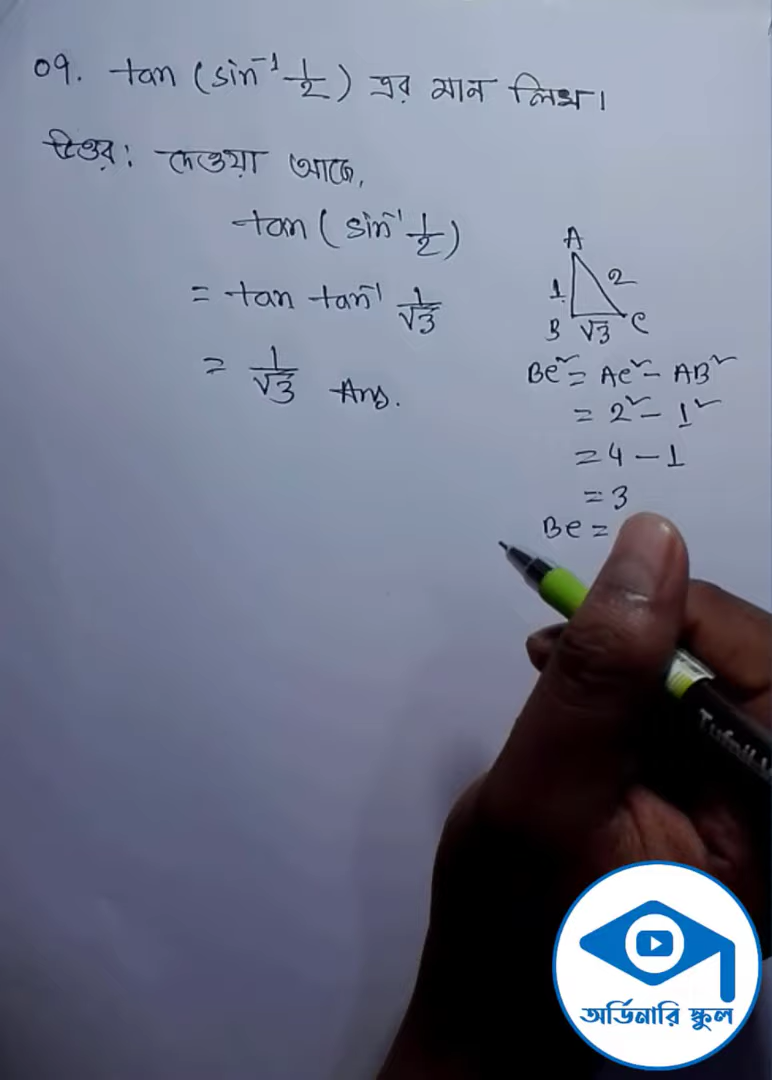 09. tan (sin⁻¹ 1/2) এর মান লিখ।
উত্তর: দেওয়া আছে,
tan ( sin⁻¹ 1/2 )
= tan tan⁻¹ 1/√3
= 1/√3 Ans.
A
1 2
B √3 C
BC² = AC² - AB²
= 2² - 1²
= 4 - 1
= 3
BC =
অর্ডিনারি স্কুল